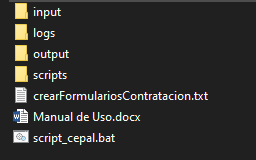 input
logs
output
scripts
crearFormulariosContratacion.txt
Manual de Uso.docx
script_cepal.bat